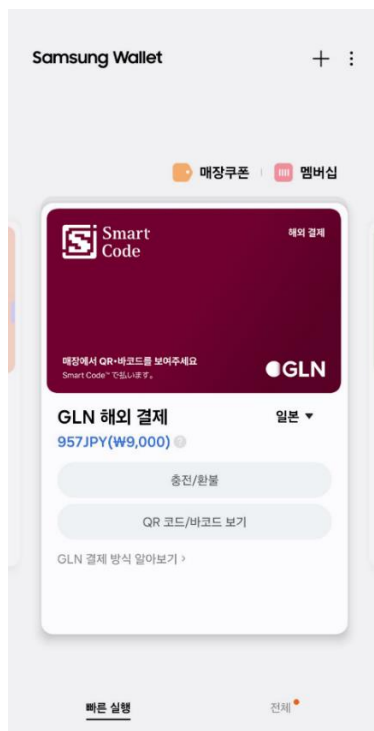 Samsung Wallet
매장쿠폰
멤버십
Smart
Code
해외 결제
매장에서 QR•바코드를 보여주세요
Smart Code™で払います。
GLN
GLN 해외 결제
일본 ▼
957JPY(₩9,000)
충전/환불
QR 코드/바코드 보기
GLN 결제 방식 알아보기 >
빠른 실행
전체